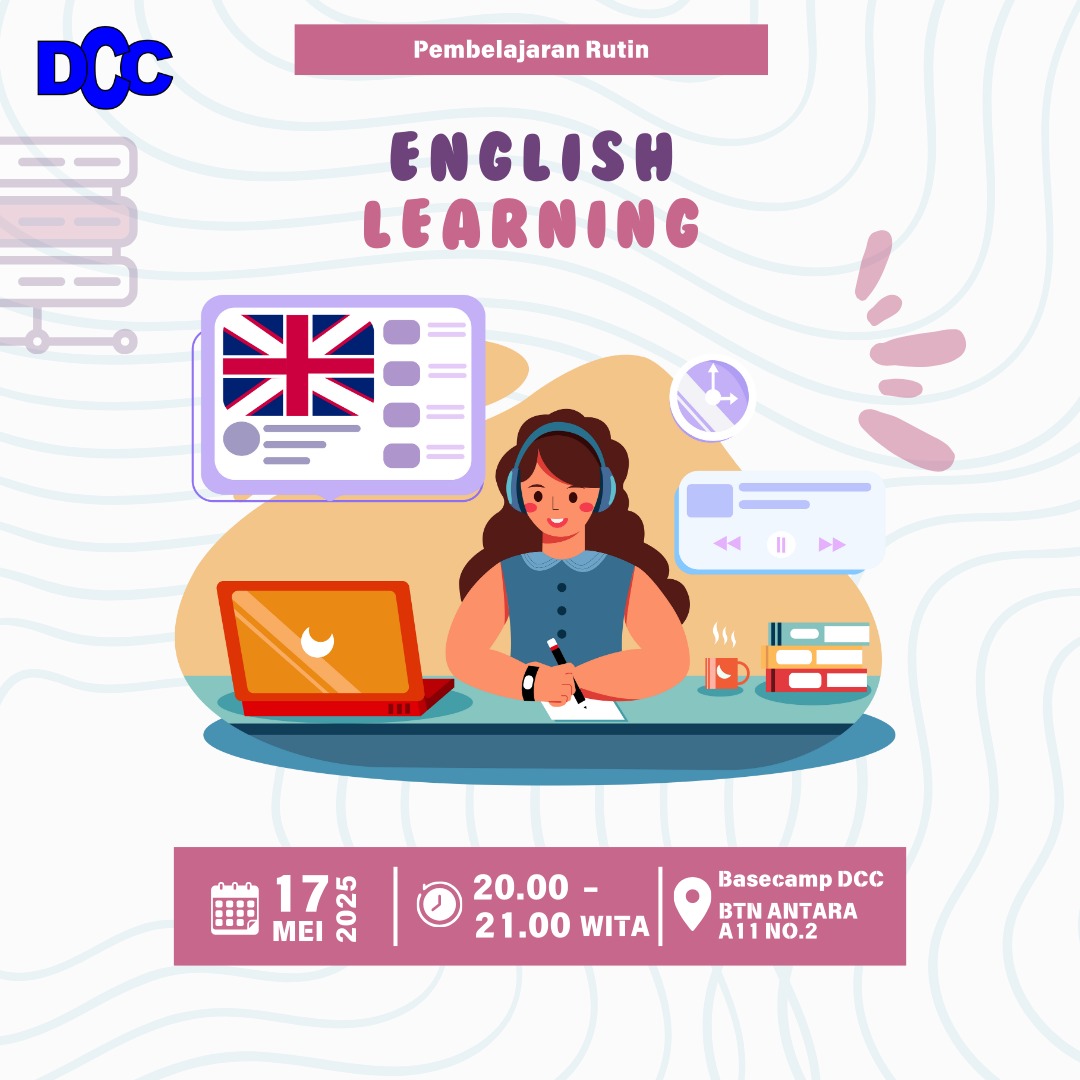 DCC
Pembelajaran Rutin
ENGLISH
LEARNING
17
MEI
2025
20.00 –
21.00 WITA
Basecamp DCC
BTN ANTARA
A11 NO.2